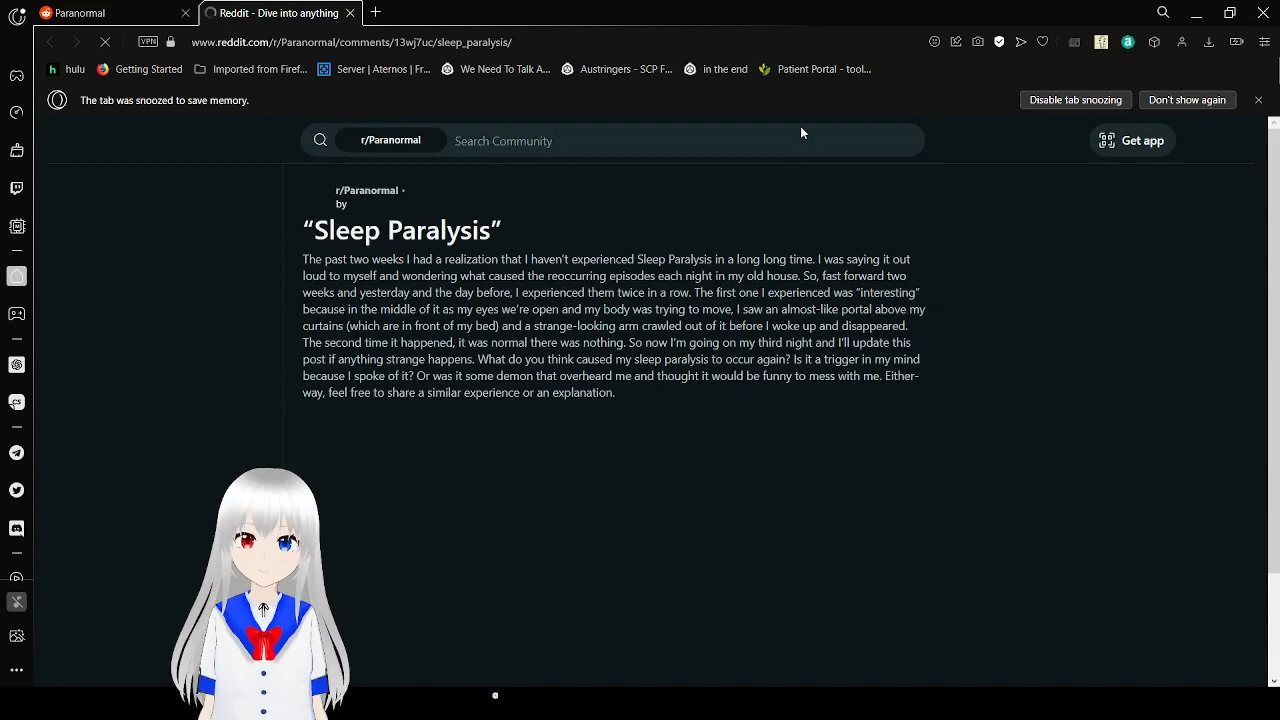 Paranormal
Reddit - Dive into anything
VPN
www.reddit.com/r/Paranormal/comments/13wj7uc/sleep_paralysis/
h hulu
Getting Started
Imported from Firef...
Server | Aternos | Fr...
We Need To Talk A...
Austringers - SCP F...
in the end
Patient Portal - tool...
The tab was snoozed to save memory.
Disable tab snoozing
Don't show again
r/Paranormal
Search Community
Get app
r/Paranormal •
by
“Sleep Paralysis”
The past two weeks I had a realization that I haven’t experienced Sleep Paralysis in a long long time. I was saying it out
loud to myself and wondering what caused the reoccurring episodes each night in my old house. So, fast forward two
weeks and yesterday and the day before, I experienced them twice in a row. The first one I experienced was “interesting”
because in the middle of it as my eyes we’re open and my body was trying to move, I saw an almost-like portal above my
curtains (which are in front of my bed) and a strange-looking arm crawled out of it before I woke up and disappeared.
The second time it happened, it was normal there was nothing. So now I’m going on my third night and I’ll update this
post if anything strange happens. What do you think caused my sleep paralysis to occur again? Is it a trigger in my mind
because I spoke of it? Or was it some demon that overheard me and thought it would be funny to mess with me. Either-
way, feel free to share a similar experience or an explanation.